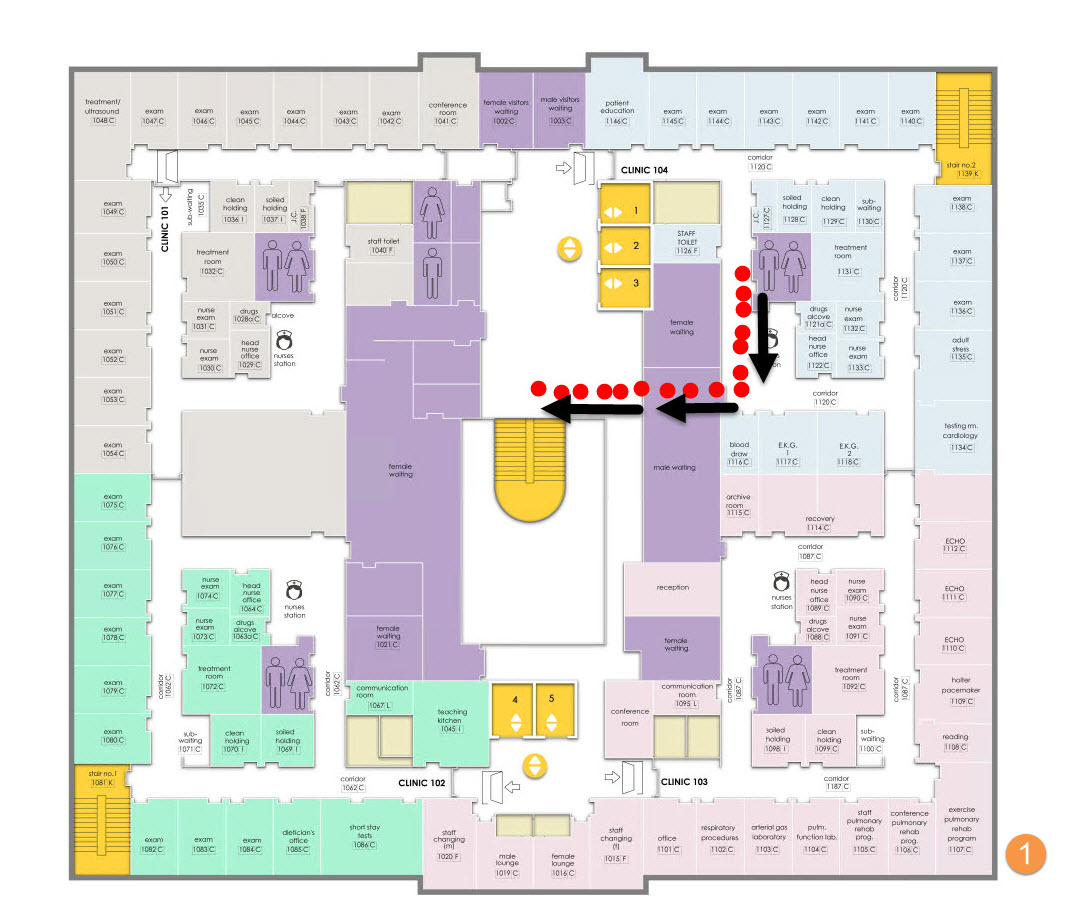 treatment/
ultrasound
1048 C
exam
1047 C
exam
1046 C
exam
1045 C
exam
1044 C
exam
1043 C
exam
1042 C
conference
room
1041 C
female visitors
waiting
1002 C
male visitors
waiting
1003 C
patient
education
1146 C
exam
1145 C
exam
1144 C
exam
1143 C
exam
1142 C
exam
1141 C
exam
1140 C
stair no.2
1139 K
CLINIC 104
corridor
1120 C
exam
1049 C
exam
1050 C
exam
1051 C
exam
1052 C
exam
1053 C
exam
1054 C
CLINIC 101
sub-waiting
1035 C
clean
holding
1036 I
soiled
holding
1037 I
J.C.
1038 F
treatment
room
1032 C
nurse
exam
1031 C
drugs
1028a C
alcove
nurse
exam
1030 C
head
nurse
office
1029 C
nurses
station
staff toilet
1040 F
1
2
3
STAFF
TOILET
1126 F
female
waiting
male waiting
J.C.
1127 C
soiled
holding
1128 C
clean
holding
1129 C
sub-
waiting
1130 C
treatment
room
1131 C
drugs
alcove
1121a C
nurse
exam
1132 C
head
nurse
office
1122 C
nurse
exam
1133 C
corridor
1120 C
corridor
1120 C
exam
1138 C
exam
1137 C
exam
1136 C
adult
stress
1135 C
testing rm.
cardiology
1134 C
blood
draw
1116 C
E.K.G.
1
1117 C
E.K.G.
2
1118 C
archive
room
1115 C
recovery
1114 C
corridor
1087 C
female
waiting
exam
1075 C
exam
1076 C
exam
1077 C
exam
1078 C
exam
1079 C
exam
1080 C
stair no.1
1081 K
nurse
exam
1074 C
head
nurse
office
1064 C
nurse
exam
1073 C
drugs
alcove
1063a C
nurses
station
treatment
room
1072 C
corridor
1062 C
corridor
1062 C
sub-
waiting
1071 C
clean
holding
1070 I
soiled
holding
1069 I
female
waiting
1021 C
communication
room
1067 L
teaching
kitchen
1045 I
4
5
reception
female
waiting
communication
room
1095 L
conference
room
nurses
station
head
nurse
office
1089 C
nurse
exam
1090 C
drugs
alcove
1088 C
nurse
exam
1091 C
treatment
room
1092 C
corridor
1087 C
corridor
1087 C
soiled
holding
1098 I
clean
holding
1099 C
sub-
waiting
1100 C
ECHO
1112 C
ECHO
1111 C
ECHO
1110 C
halter
pacemaker
1109 C
reading
1108 C
corridor
1062 C
CLINIC 102
CLINIC 103
corridor
1187 C
exam
1082 C
exam
1083 C
exam
1084 C
dietician's
office
1085 C
short stay
tests
1086 C
staff
changing
(m)
1020 F
male
lounge
1019 C
female
lounge
1016 C
staff
changing
(f)
1015 F
office
1101 C
respiratory
procedures
1102 C
arterial gas
laboratory
1103 C
pulm.
function lab.
1104 C
staff
pulmonary
rehab
prog.
1105 C
conference
pulmonary
rehab
prog.
1106 C
exercise
pulmonary
rehab
program
1107 C
1